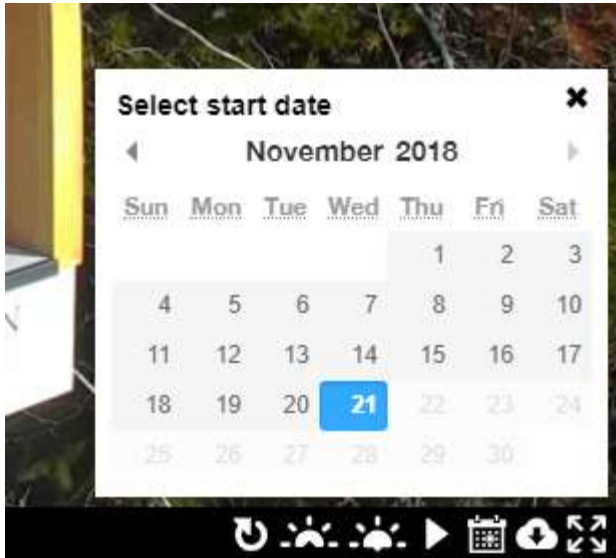 Select start date
November 2018
Sun Mon Tue Wed Thu Fri Sat
1 2 3
4 5 6 7 8 9 10
N
11 12 13 14 15 16 17
18 19 20 21 22 23 24
25 26 27 28 29 30